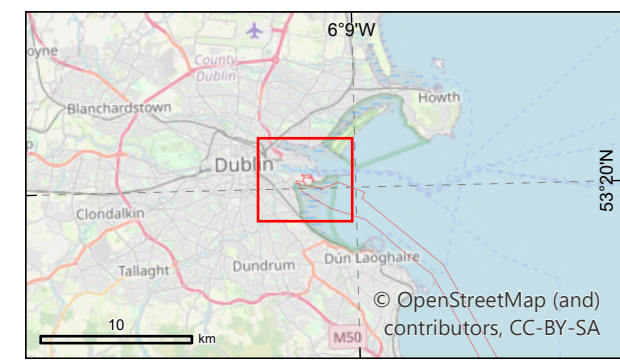 6°9'W
oyne
County
Dublin
Blanchardstown
Howth
Dublin
53°20'N
Clondalkin
Tallaght
Dundrum
Dún Laoghaire
10
km
M50
© OpenStreetMap (and)
contributors, CC-BY-SA